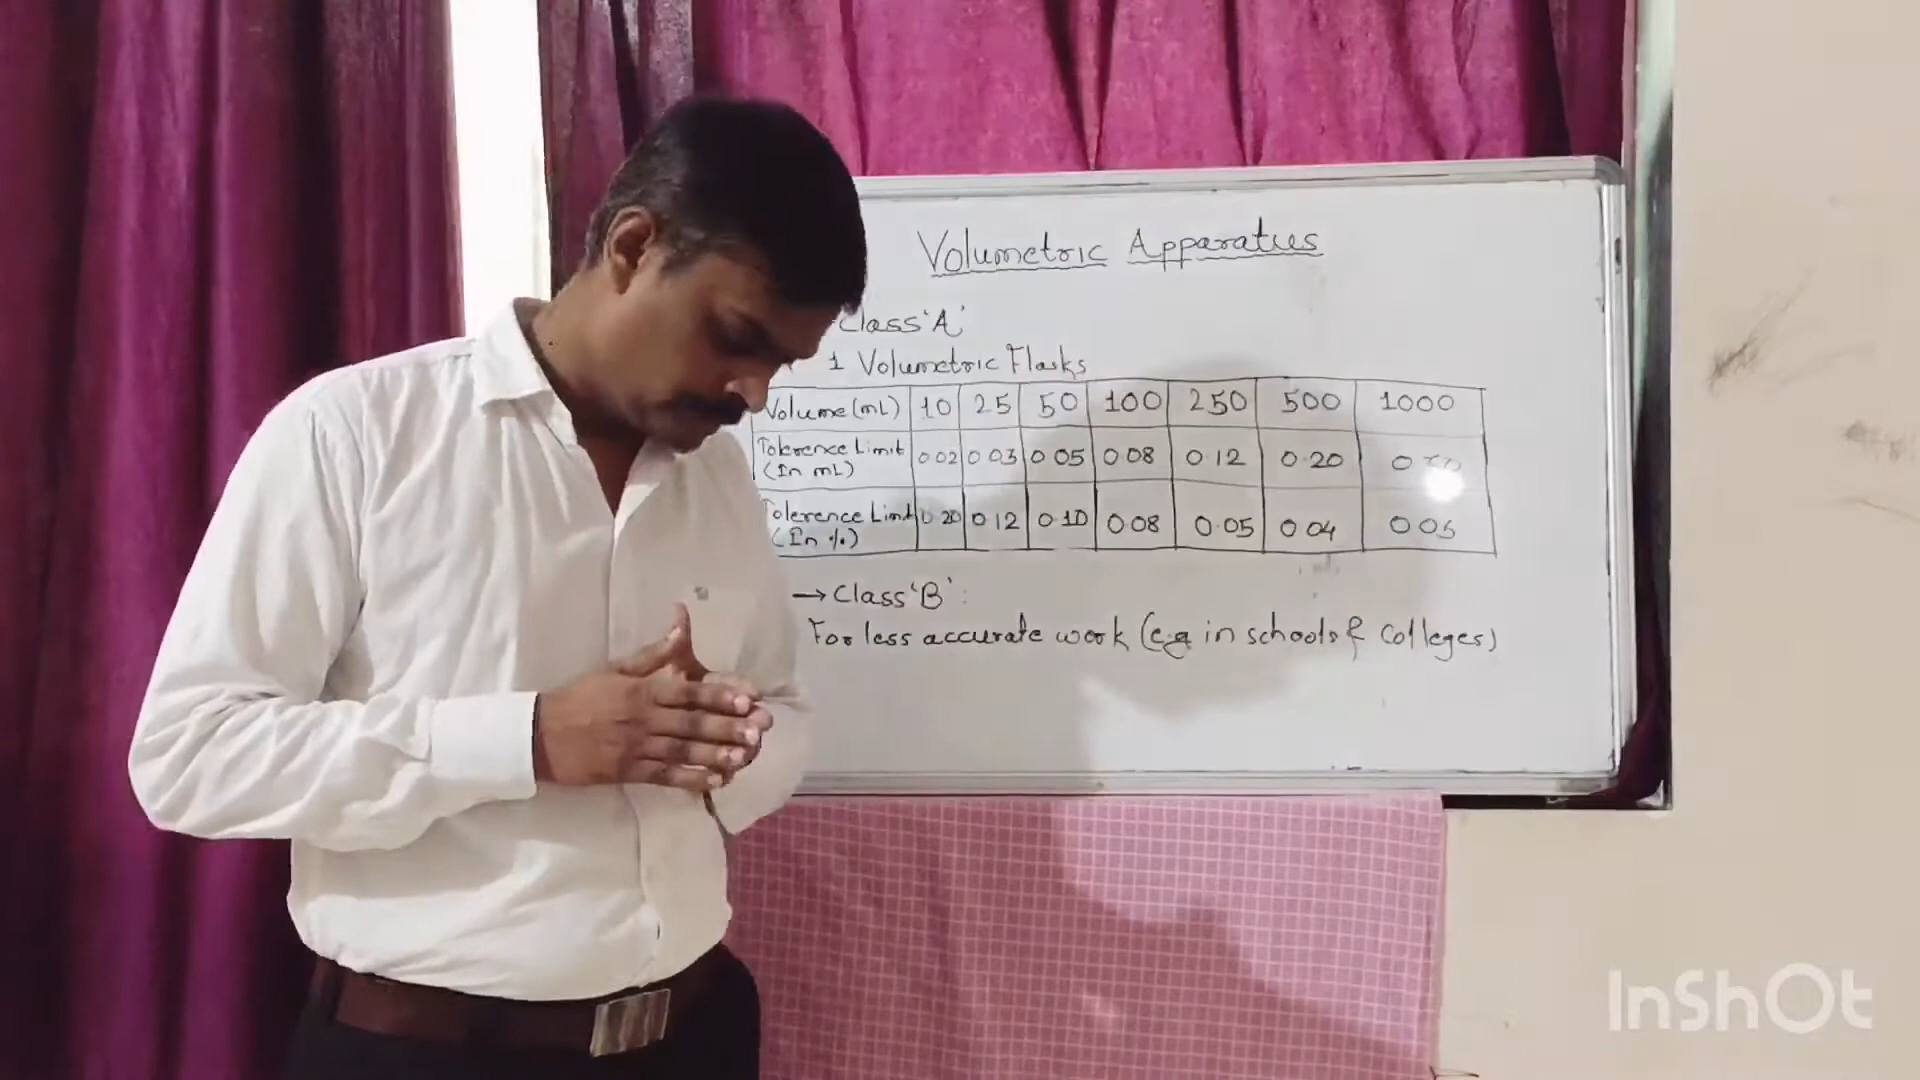 Volumetric Apparatus
Class 'A'
1 Volumetric Flasks
Volume (mL) 10 25 50 100 250 500 1000
Tolerence Limit (In mL) 0.02 0.03 0.05 0.08 0.12 0.20
Tolerence Limit (In %) 0.20 0.12 0.10 0.08 0.05 0.04
→ Class 'B' :
For less accurate work (e.g in schools & Colleges)
InShOt